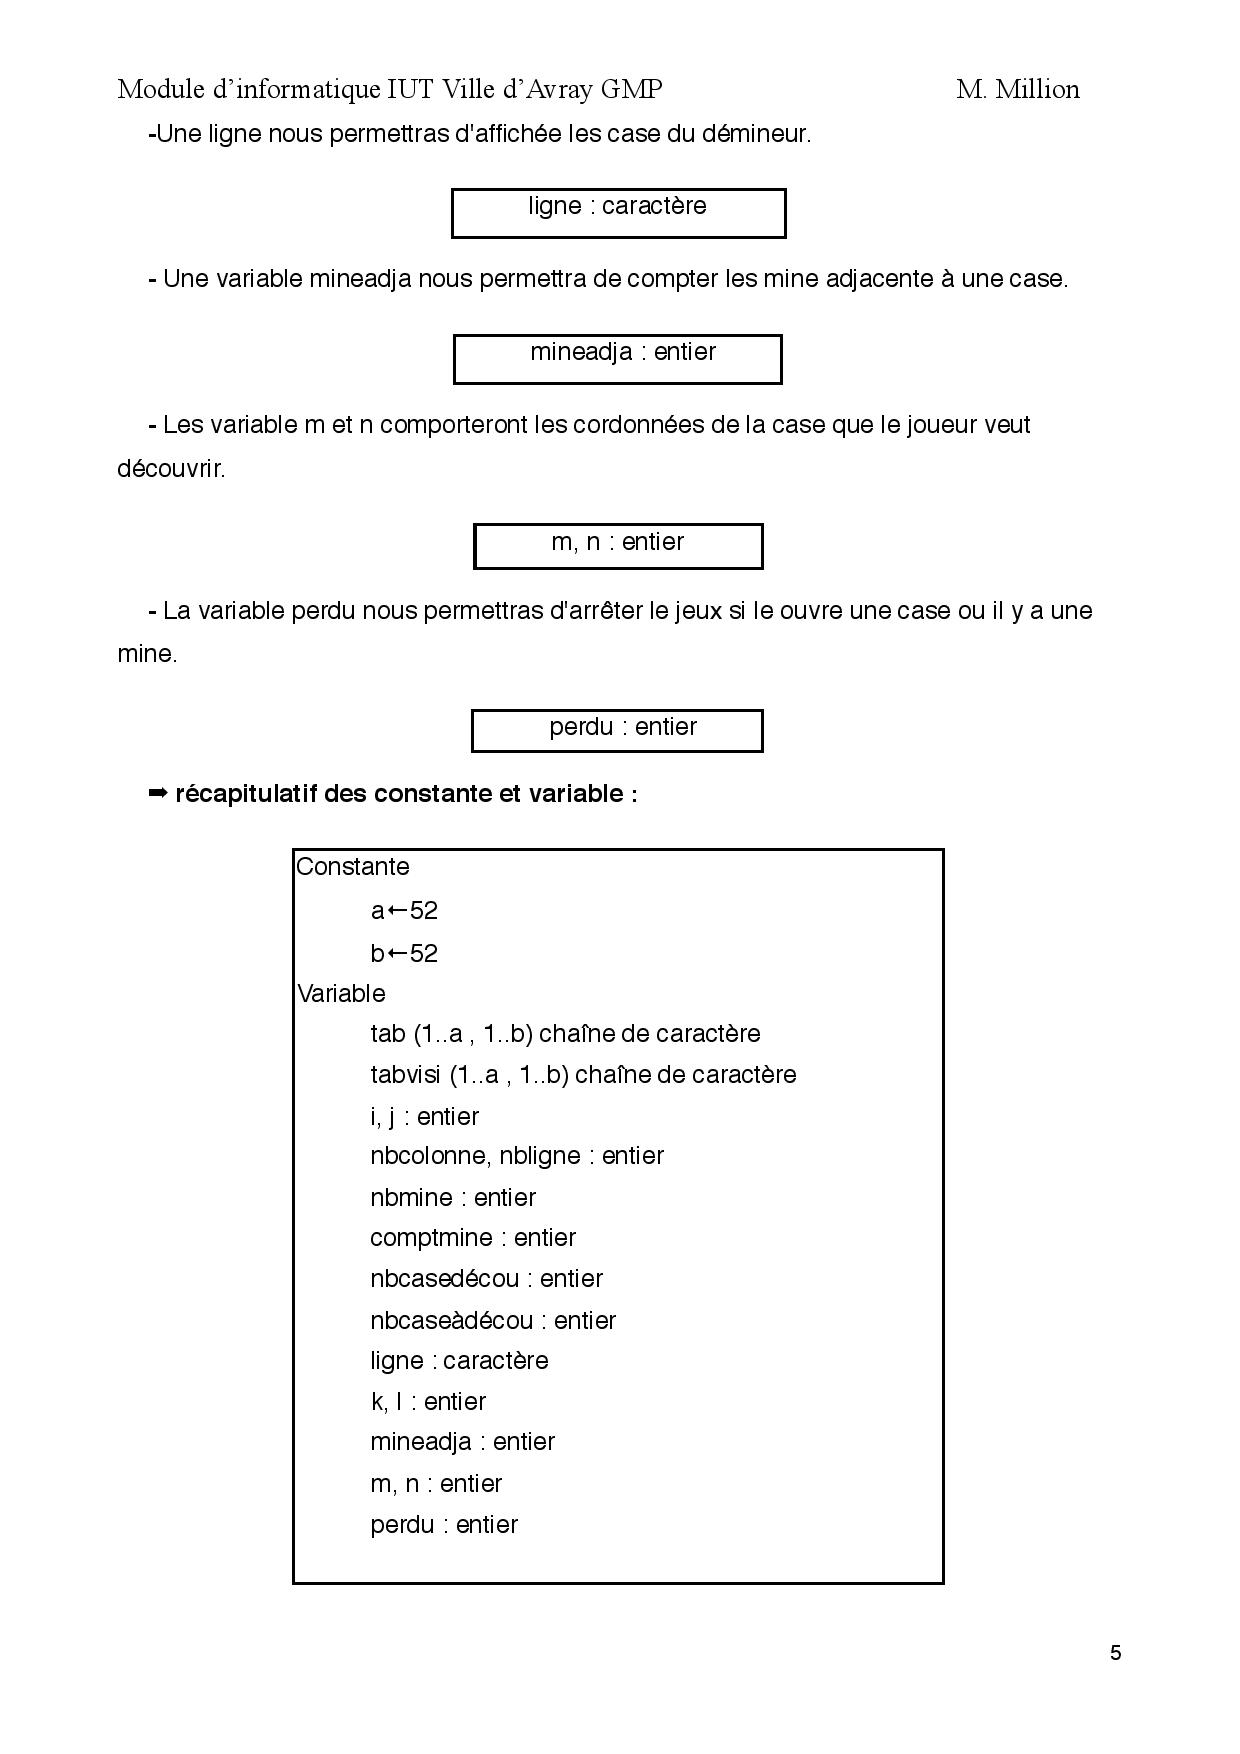 Module d'informatique IUT Ville d'Avray GMP M. Million
-Une ligne nous permettras d'affichée les case du démineur.
ligne : caractère
- Une variable mineadja nous permettra de compter les mine adjacente à une case.
mineadja : entier
- Les variable m et n comporteront les cordonnées de la case que le joueur veut
découvrir.
m, n : entier
- La variable perdu nous permettras d'arrêter le jeux si le ouvre une case ou il y a une
mine.
perdu : entier
➡ récapitulatif des constante et variable :
Constante
a←52
b←52
Variable
tab (1..a , 1..b) chaîne de caractère
tabvisi (1..a , 1..b) chaîne de caractère
i, j : entier
nbcolonne, nbligne : entier
nbmine : entier
comptmine : entier
nbcasedécou : entier
nbcaseàdécou : entier
ligne : caractère
k, l : entier
mineadja : entier
m, n : entier
perdu : entier
5